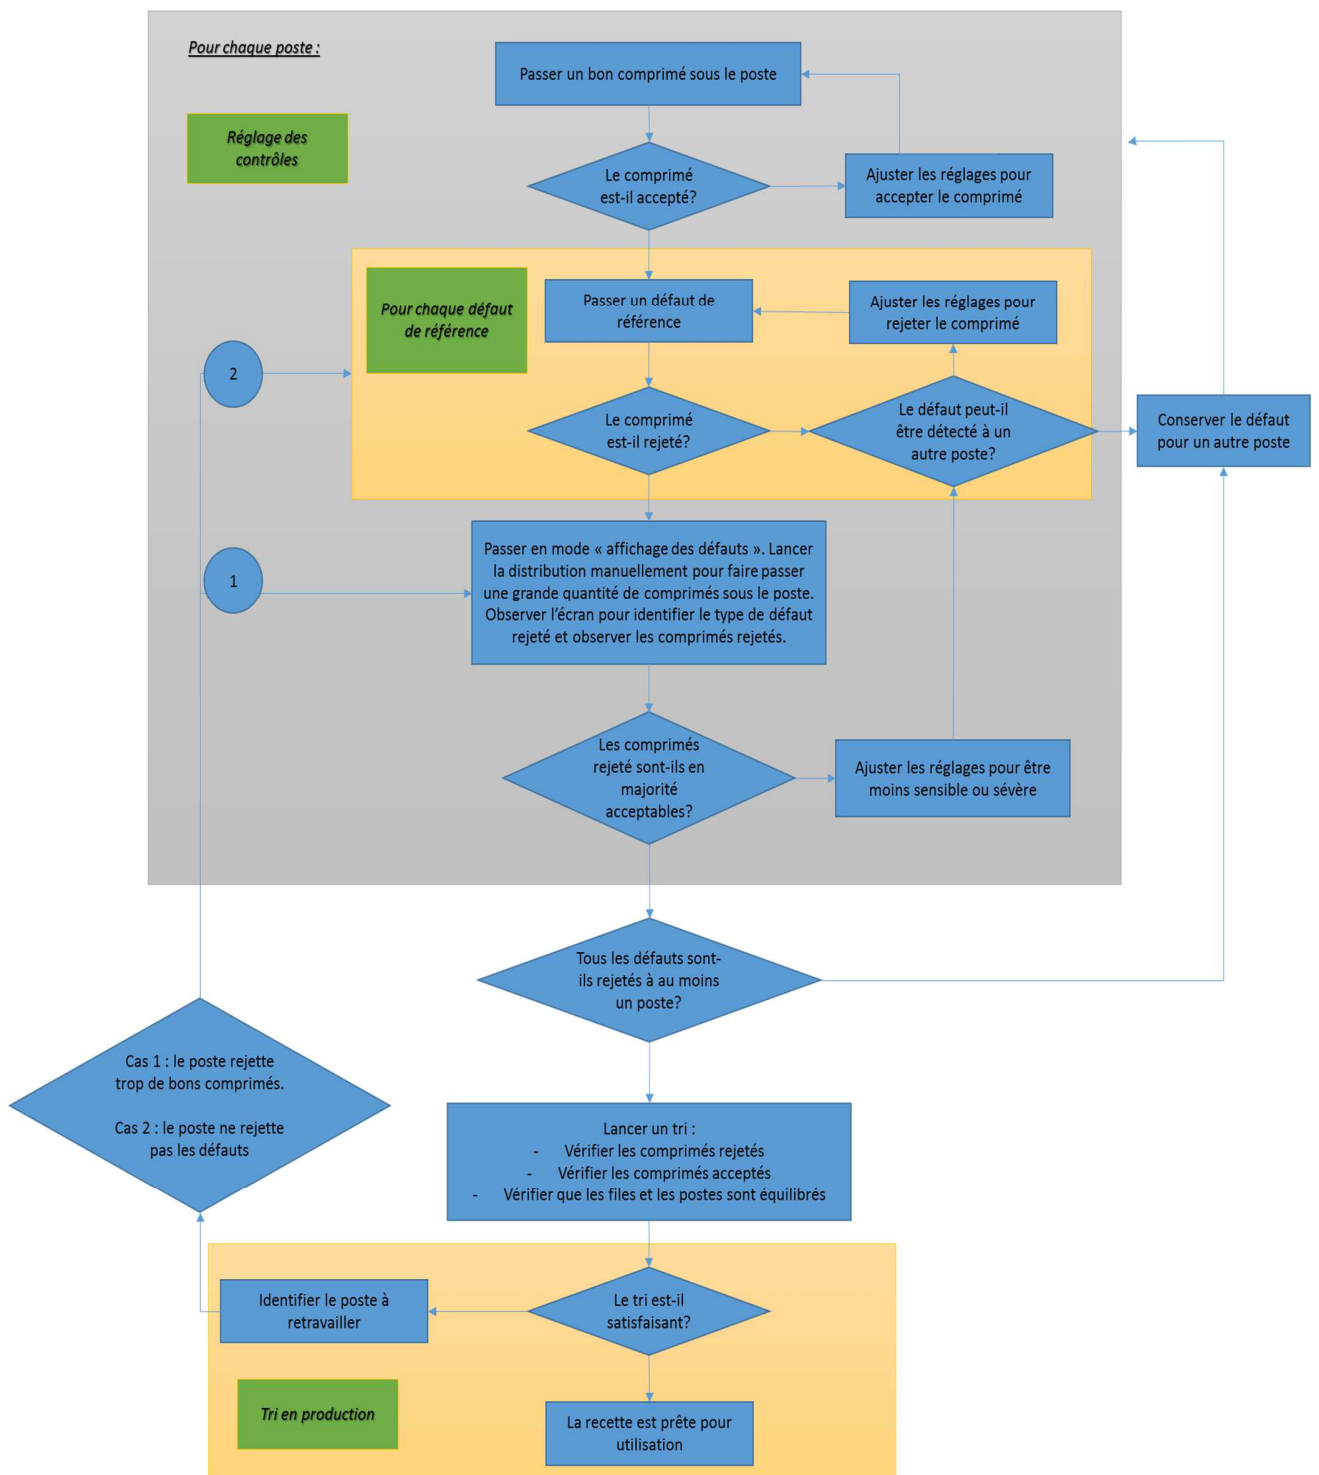 Pour chaque poste :
Passer un bon comprimé sous le poste
Réglage des
contrôles
Le comprimé
est-il accepté?
Ajuster les réglages pour
accepter le comprimé
Pour chaque défaut
de référence
Passer un défaut de
référence
Ajuster les réglages pour
rejeter le comprimé
2
Le comprimé
est-il rejeté?
Le défaut peut-il
être détecté à un
autre poste?
Conserver le défaut
pour un autre poste
1
Passer en mode « affichage des défauts ». Lancer
la distribution manuellement pour faire passer
une grande quantité de comprimés sous le poste.
Observer l’écran pour identifier le type de défaut
rejeté et observer les comprimés rejetés.
Les comprimés
rejeté sont-ils en
majorité
acceptables?
Ajuster les réglages pour être
moins sensible ou sévère
Tous les défauts sont-
ils rejetés à au moins
un poste?
Cas 1 : le poste rejette
trop de bons comprimés.
Cas 2 : le poste ne rejette
pas les défauts
Lancer un tri :
- Vérifier les comprimés rejetés
- Vérifier les comprimés acceptés
- Vérifier que les files et les postes sont équilibrés
Identifier le poste à
retravailler
Le tri est-il
satisfaisant?
Tri en production
La recette est prête pour
utilisation